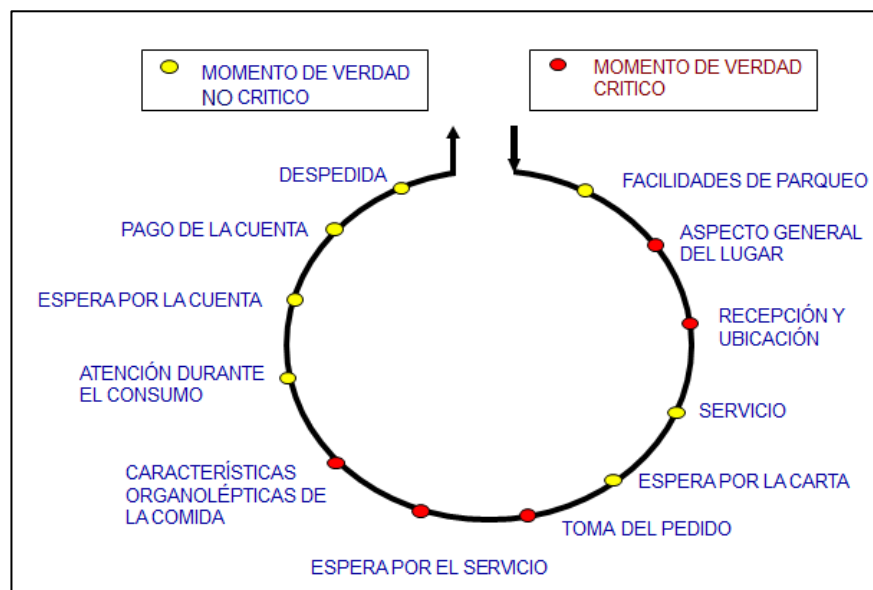 MOMENTO DE VERDAD
NO CRITICO
MOMENTO DE VERDAD
CRITICO
DESPEDIDA
FACILIDADES DE PARQUEO
PAGO DE LA CUENTA
ASPECTO GENERAL
DEL LUGAR
ESPERA POR LA CUENTA
RECEPCIÓN Y
UBICACIÓN
ATENCIÓN DURANTE
EL CONSUMO
SERVICIO
CARACTERÍSTICAS
ORGANOLÉPTICAS DE
LA COMIDA
ESPERA POR LA CARTA
TOMA DEL PEDIDO
ESPERA POR EL SERVICIO